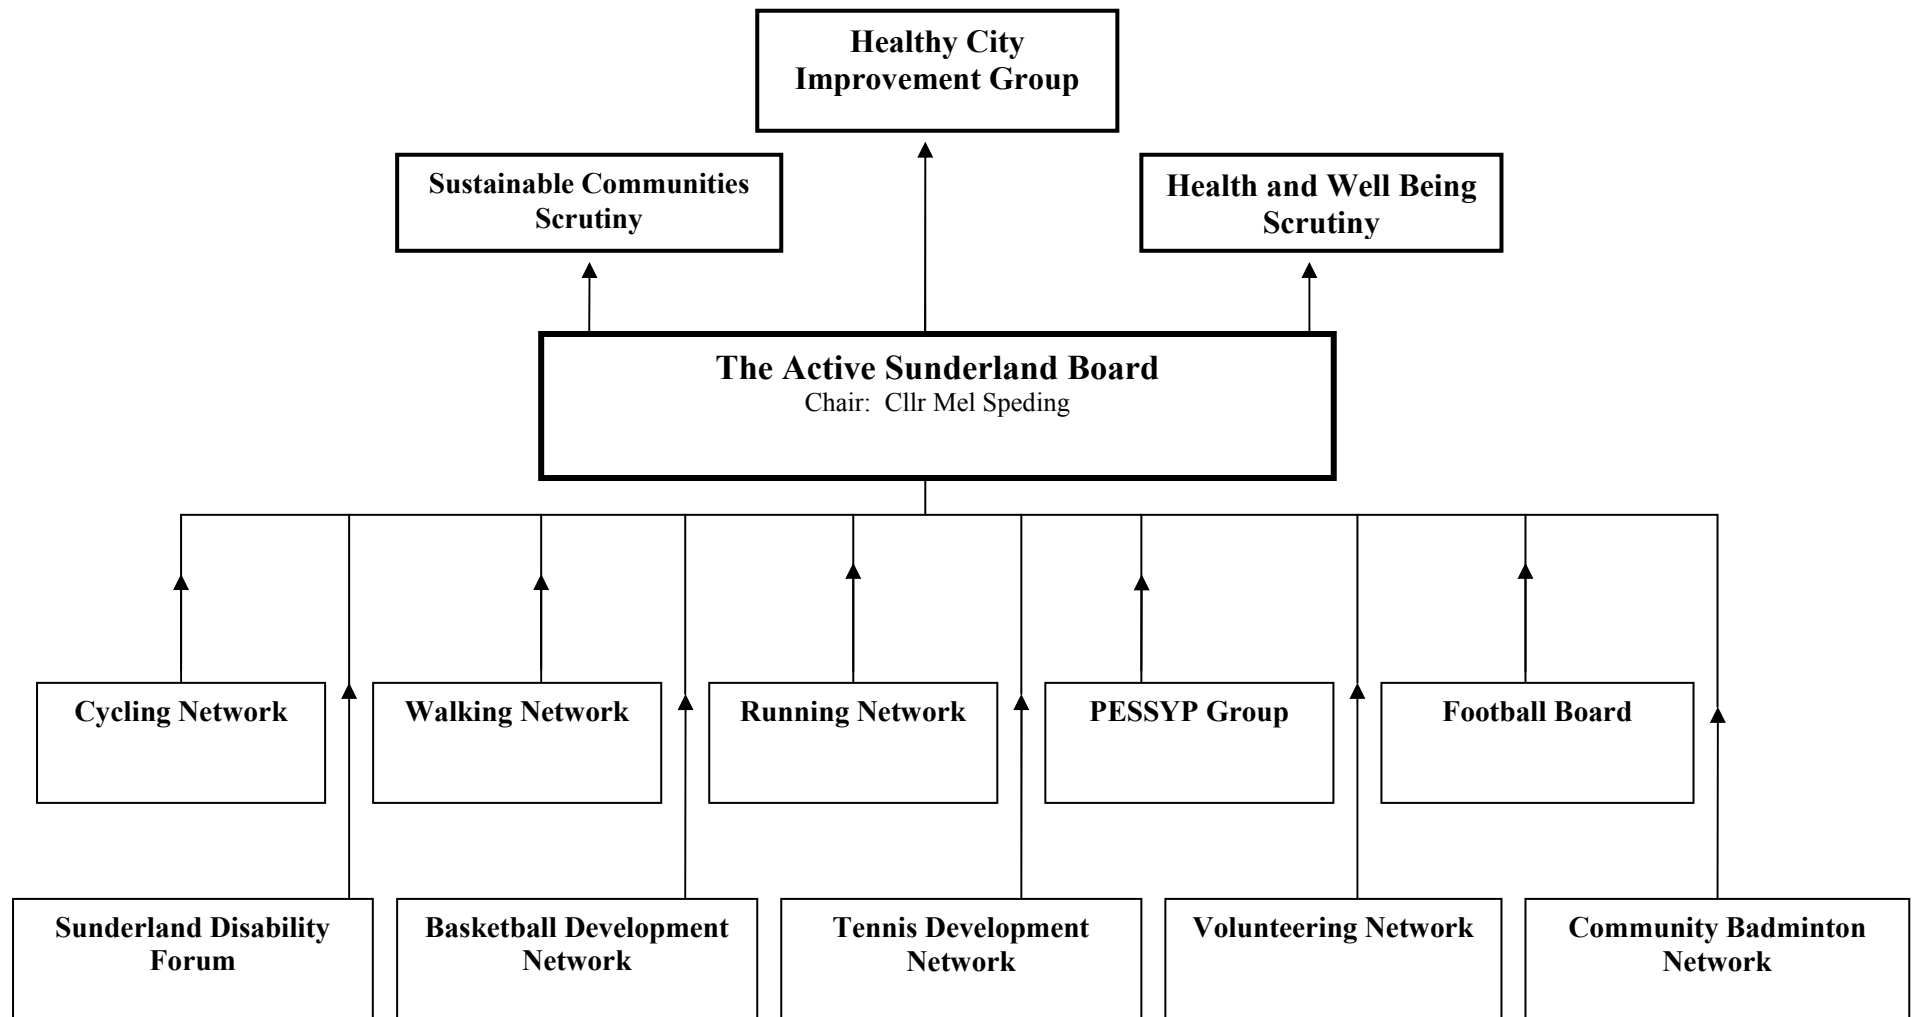 Healthy City
Improvement Group
Sustainable Communities
Scrutiny
Health and Well Being
Scrutiny
The Active Sunderland Board
Chair:  Cllr Mel Speding
Cycling Network
Walking Network
Running Network
PESSYP Group
Football Board
Sunderland Disability
Forum
Basketball Development
Network
Tennis Development
Network
Volunteering Network
Community Badminton
Network